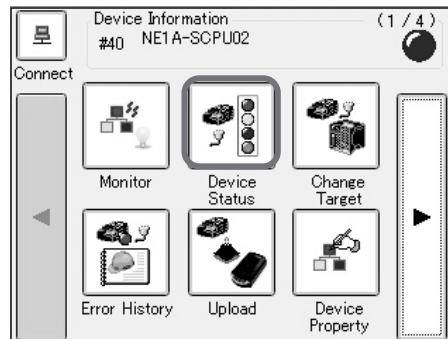 Device Information
(1/4)
#40 NE1A-SCPU02
Connect
Monitor
Device
Status
Change
Target
Error History
Upload
Device
Property